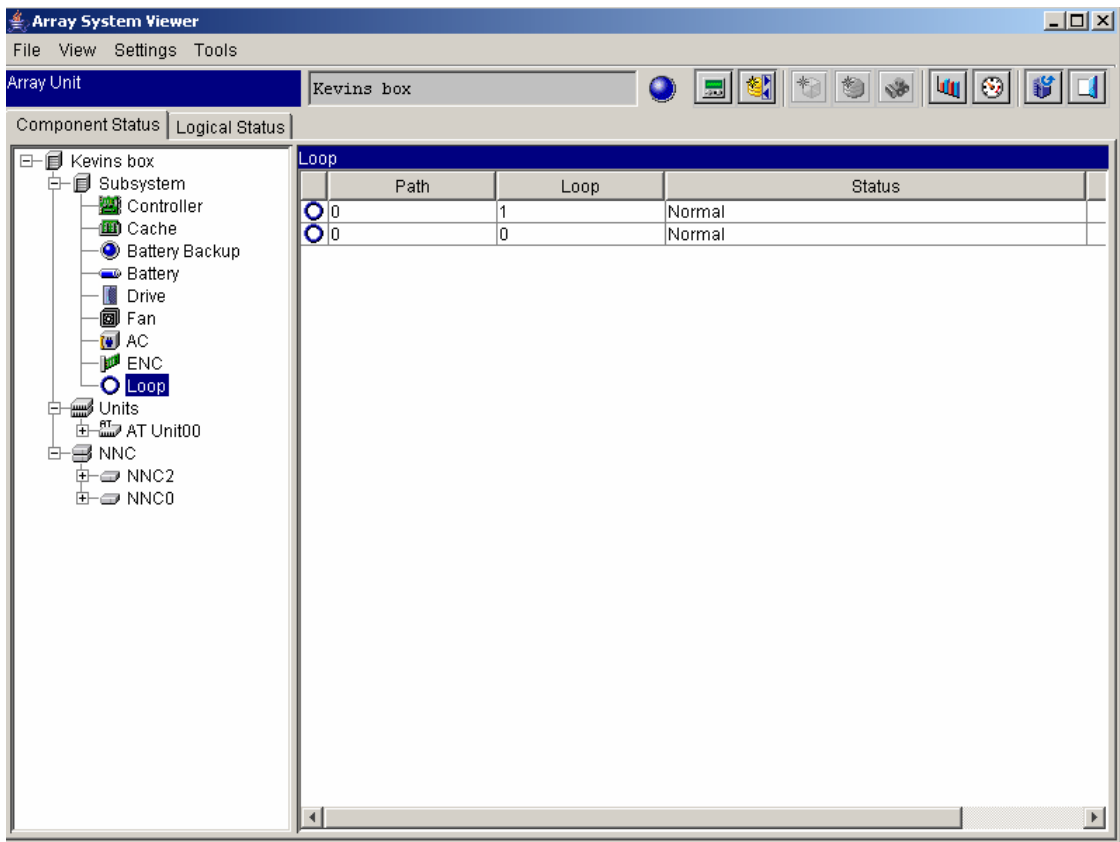 Array System Viewer
File View Settings Tools
Array Unit
Kevins box
Component Status Logical Status
Kevins box
Subsystem
Controller
Cache
Battery Backup
Battery
Drive
Fan
AC
ENC
Loop
Units
AT Unit00
NNC
NNC2
NNC0
Loop
Path Loop Status
0 1 Normal
0 0 Normal